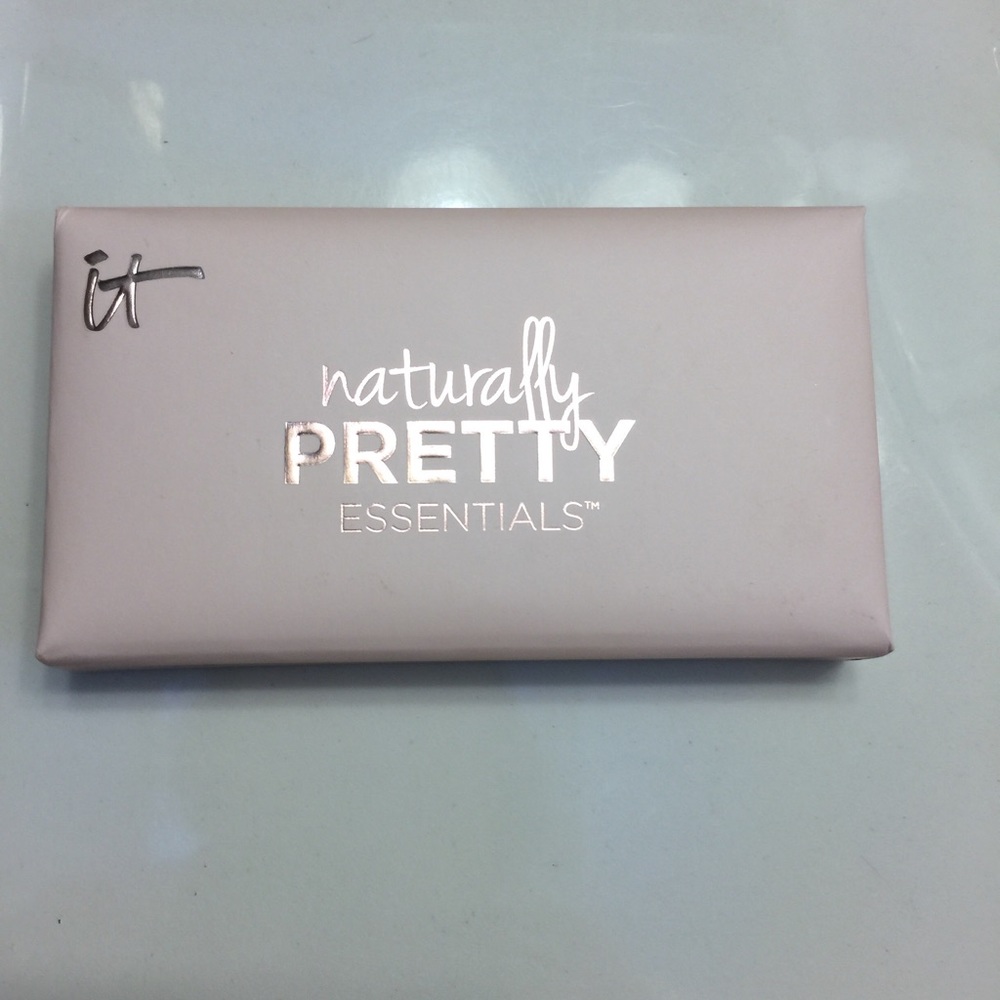 it
naturally
PRETTY
ESSENTIALS™